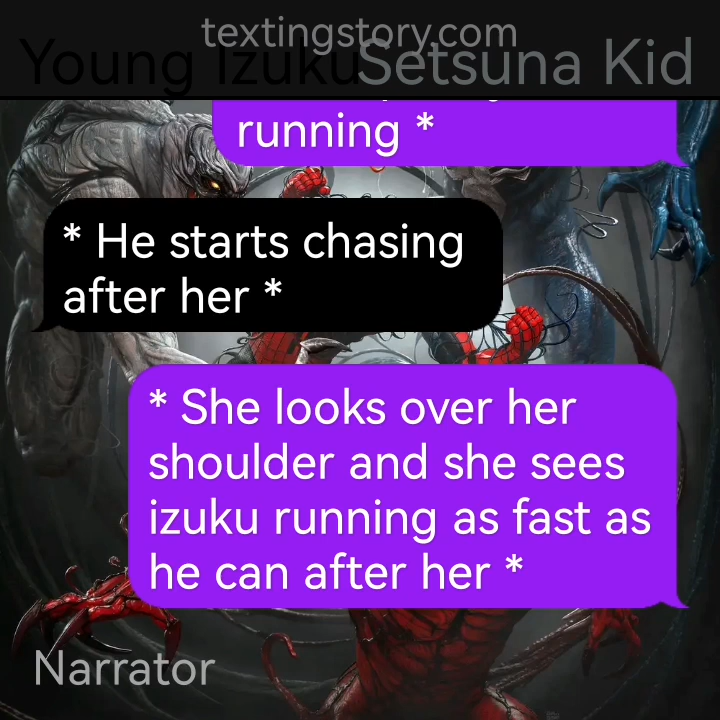 textingstory.com
Young Izuku Setsuna Kid
running *
* He starts chasing
after her *
* She looks over her
shoulder and she sees
izuku running as fast as
he can after her *
Narrator